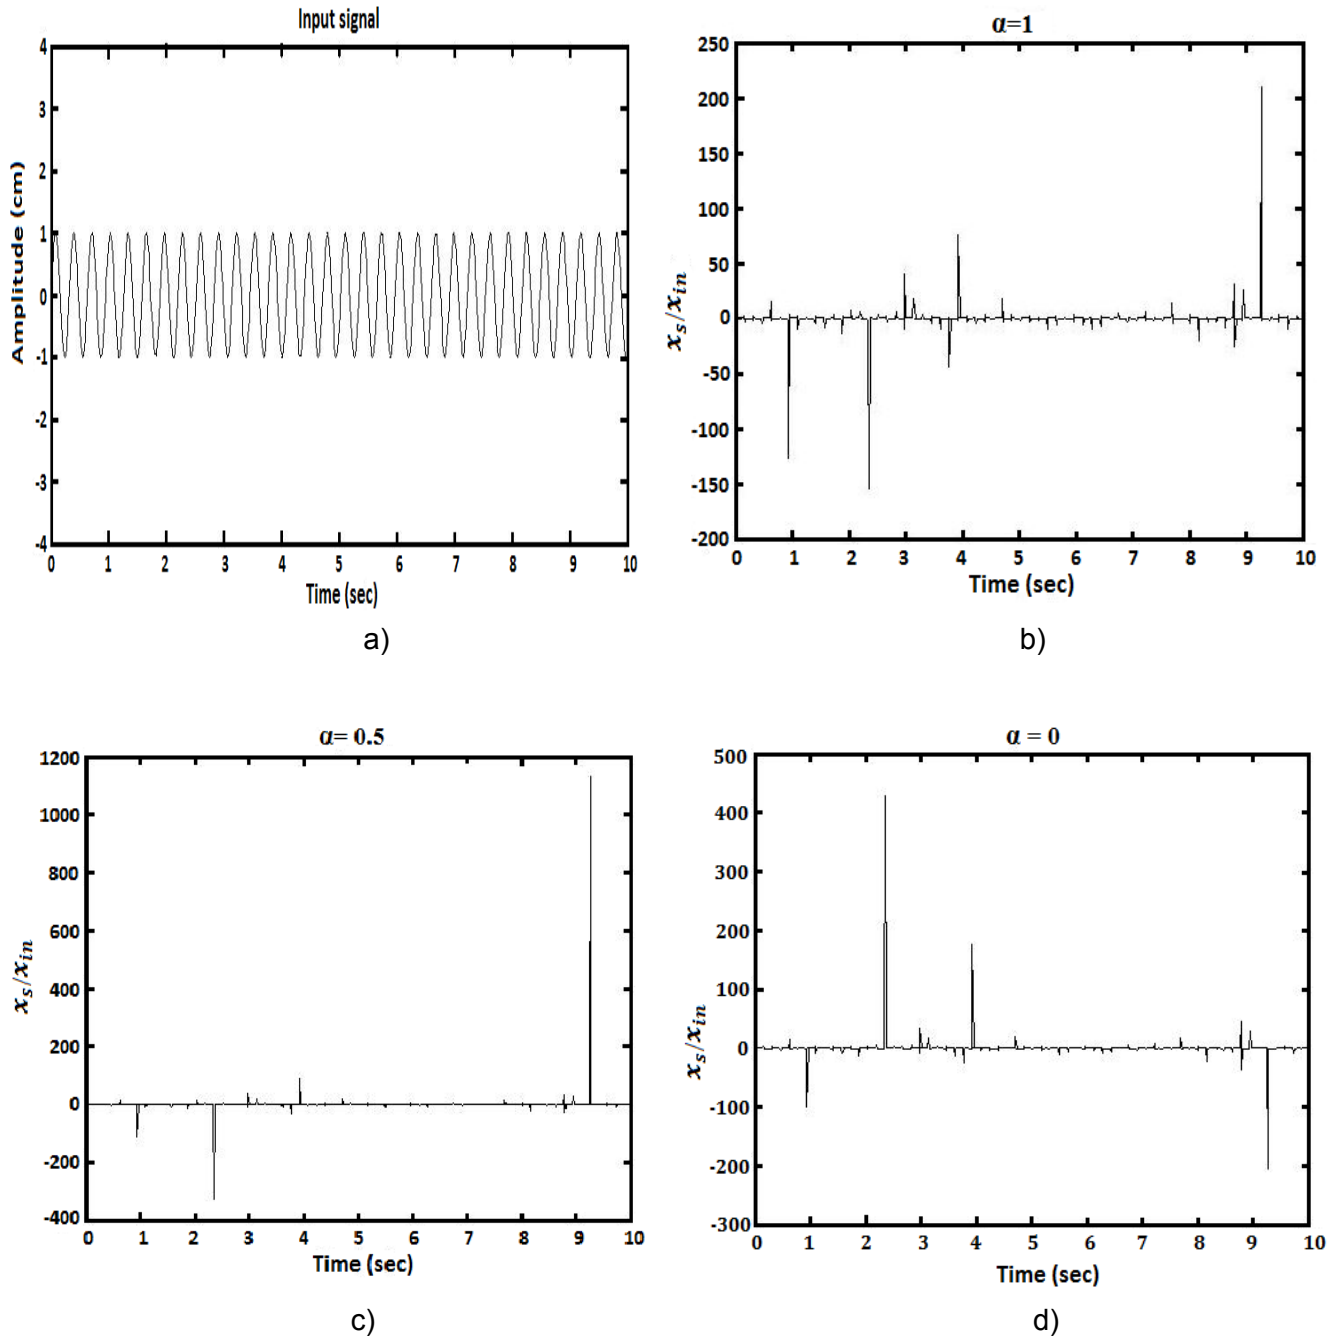 Input signal
4
3
2
1
0
-1
-2
-3
-4
Amplitude (cm)
0 1 2 3 4 5 6 7 8 9 10
Time (sec)
a)
α=1
250
200
150
100
50
0
-50
-100
-150
-200
x_s/x_in
0 1 2 3 4 5 6 7 8 9 10
Time (sec)
b)
α= 0.5
1200
1000
800
600
400
200
0
-200
-400
x_s/x_in
0 1 2 3 4 5 6 7 8 9 10
Time (sec)
c)
α = 0
500
400
300
200
100
0
-100
-200
-300
x_s/x_in
0 1 2 3 4 5 6 7 8 9 10
Time (sec)
d)